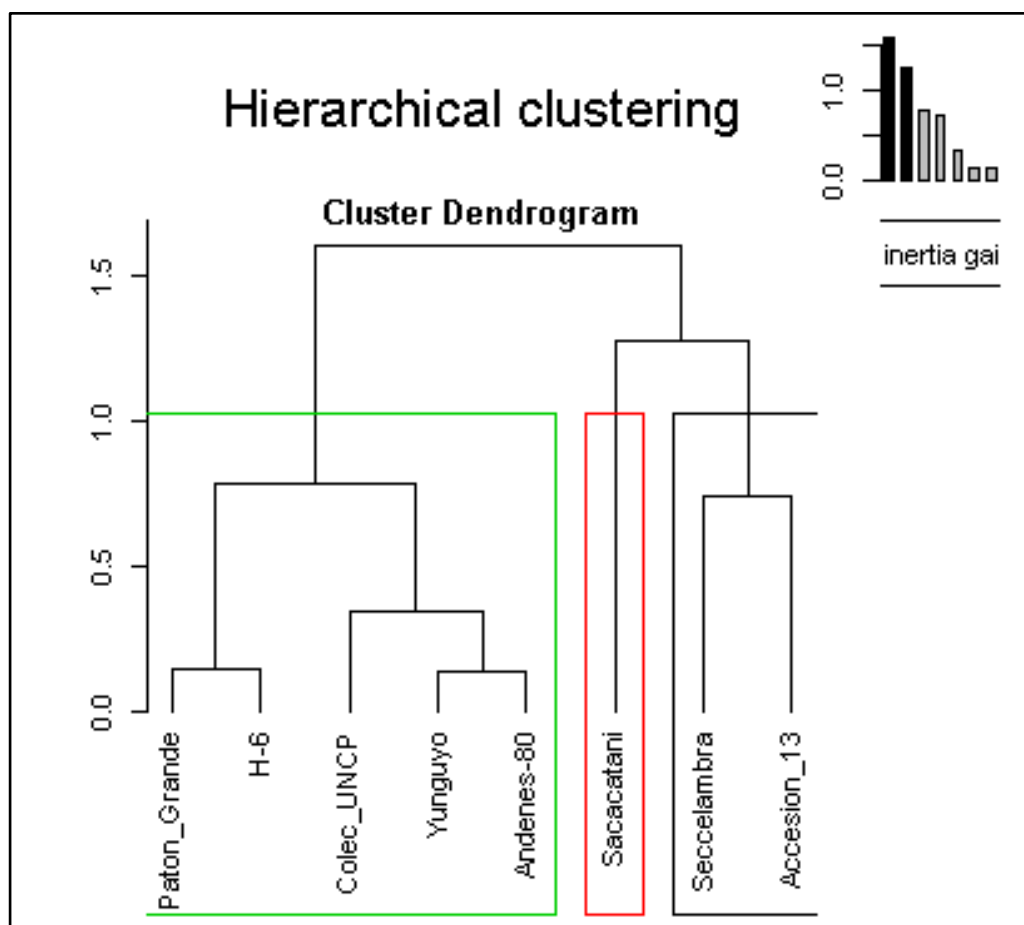 Hierarchical clustering
1.0
0.0
inertia gai
Cluster Dendrogram
1.5
1.0
0.5
0.0
Paton_Grande
H-6
Colec_UNCP
Yunguyo
Andenes-80
Sacacatani
Seccelambra
Accesion_13